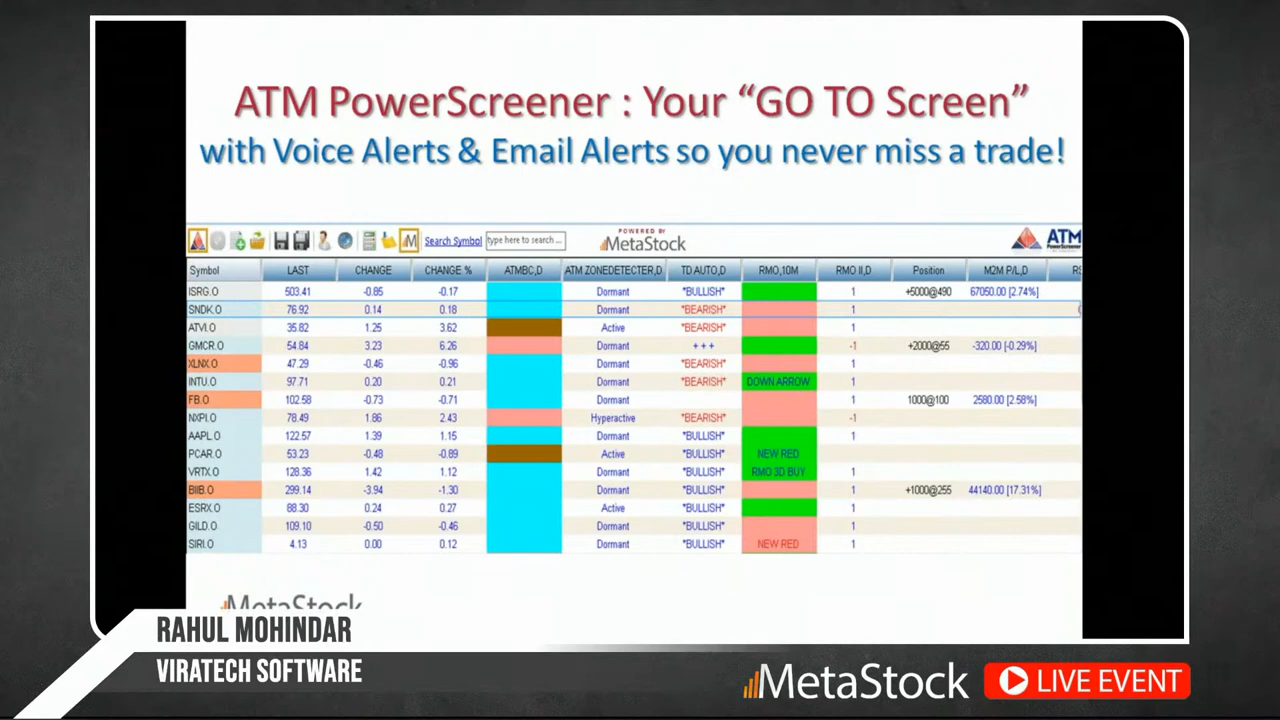 ATM PowerScreener : Your “GO TO Screen”
with Voice Alerts & Email Alerts so you never miss a trade!
Search Symbol type here to search ... POWERED BY MetaStock ATM PowerScreener
Symbol LAST CHANGE CHANGE % ATMBC,D ATM ZONEDETECTER,D TD AUTO,D RMO,10M RMO II,D Position M2M P/L,D
ISRG.O 503.41 -0.85 -0.17 Dormant *BULLISH* 1 +5000@490 67050.00 [2.74%]
SNDK.O 76.92 0.14 0.18 Dormant *BEARISH* 1
ATVI.O 35.82 1.25 3.62 Active *BEARISH* 1
GMCR.O 54.84 3.23 6.26 Dormant + + + -1 +2000@55 -320.00 [-0.29%]
XLNX.O 47.29 -0.46 -0.96 Dormant *BEARISH* 1
INTU.O 97.71 0.20 0.21 Dormant *BEARISH* DOWN ARROW 1
FB.O 102.58 -0.73 -0.71 Dormant 1 1000@100 2580.00 [2.58%]
NXPI.O 78.49 1.86 2.43 Hyperactive *BEARISH* -1
AAPL.O 122.57 1.39 1.15 Dormant *BULLISH* 1
PCAR.O 53.23 -0.48 -0.89 Active *BULLISH* NEW RED
VRTX.O 128.36 1.42 1.12 Dormant *BULLISH* RMO 3D BUY 1
BIIB.O 299.14 -3.94 -1.30 Dormant *BULLISH* 1 +1000@255 44140.00 [17.31%]
ESRX.O 88.30 0.24 0.27 Active *BULLISH* 1
GILD.O 109.10 -0.50 -0.46 Dormant *BULLISH* 1
SIRI.O 4.13 0.00 0.12 Dormant *BULLISH* NEW RED 1
MetaStock
RAHUL MOHINDAR
VIRATECH SOFTWARE
MetaStock LIVE EVENT